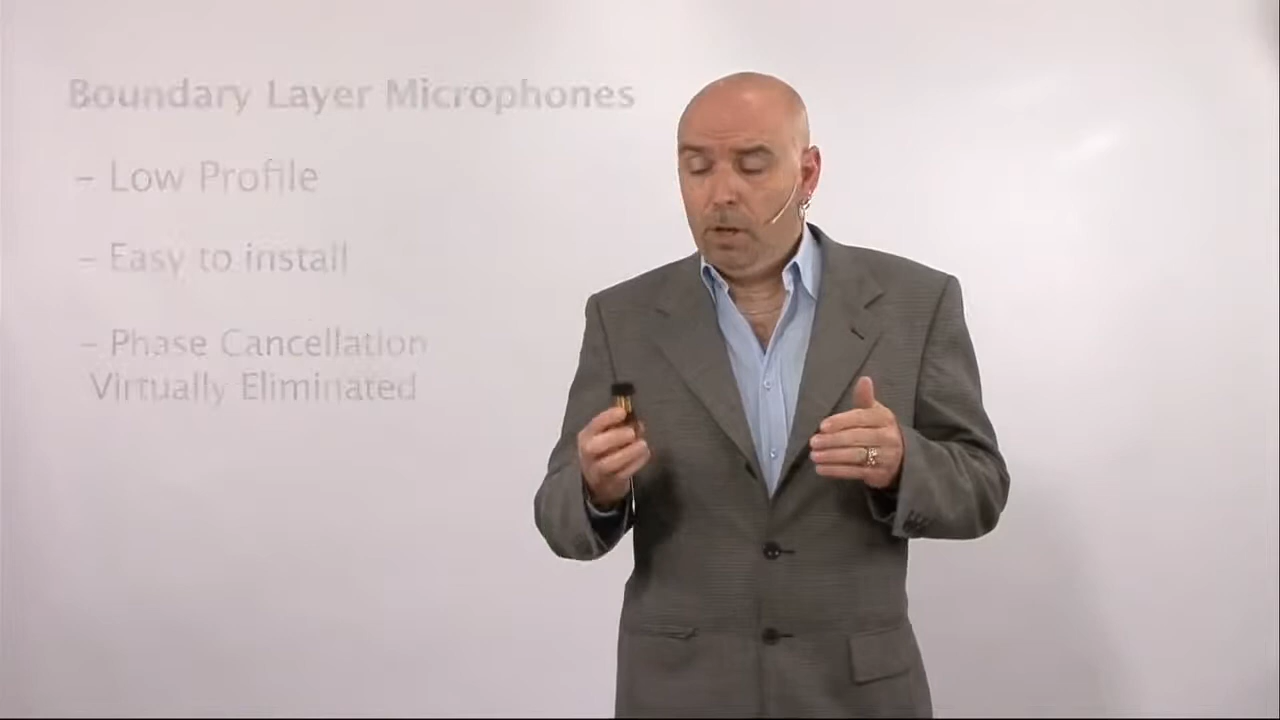 Boundary Layer Microphones
- Low Profile
- Easy to install
- Phase Cancellation
Virtually Eliminated